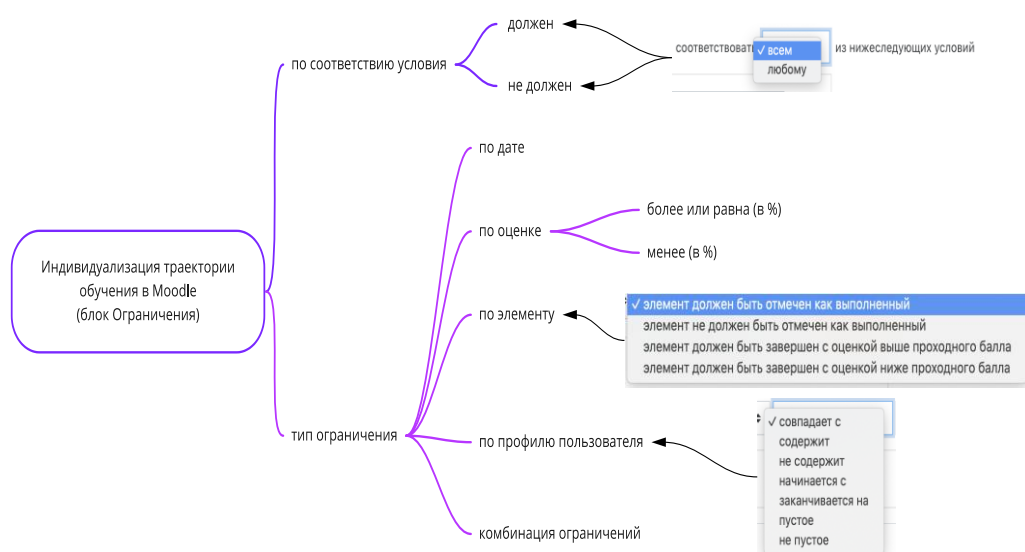 должен
соответствовать
✓ всем
любому
из нижеследующих условий
по соответствию условия
не должен
по дате
более или равна (в %)
по оценке
менее (в %)
Индивидуализация траектории
обучения в Moodle
(блок Ограничения)
по элементу
✓ элемент должен быть отмечен как выполненный
элемент не должен быть отмечен как выполненный
элемент должен быть завершен с оценкой выше проходного балла
элемент должен быть завершен с оценкой ниже проходного балла
тип ограничения
по профилю пользователя
✓ совпадает с
содержит
не содержит
начинается с
заканчивается на
пустое
не пустое
комбинация ограничений